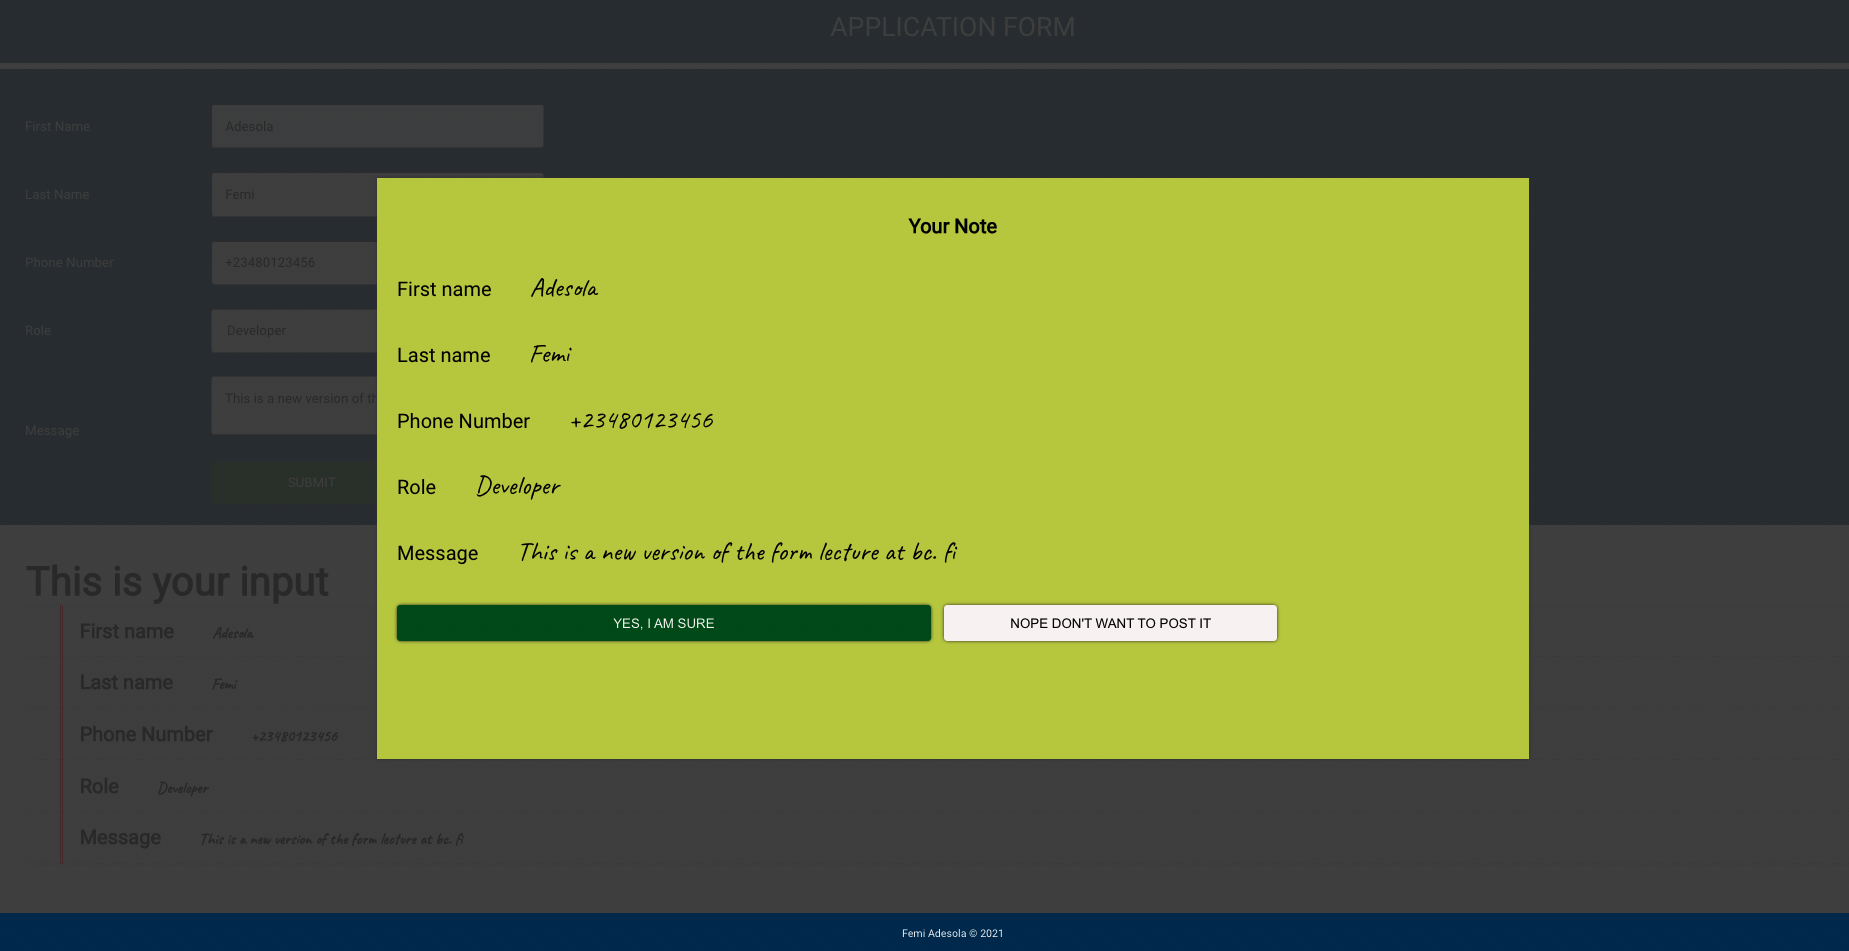 APPLICATION FORM
First Name Adesola
Last Name Femi
Phone Number +23480123456
Role Developer
Message This is a new version of th
SUBMIT
Your Note
First name Adesola
Last name Femi
Phone Number +23480123456
Role Developer
Message This is a new version of the form lecture at bc. fi
YES, I AM SURE NOPE DON'T WANT TO POST IT
This is your input
First name Adesola
Last name Femi
Phone Number +23480123456
Role Developer
Message This is a new version of the form lecture at bc. fi
Femi Adesola © 2021